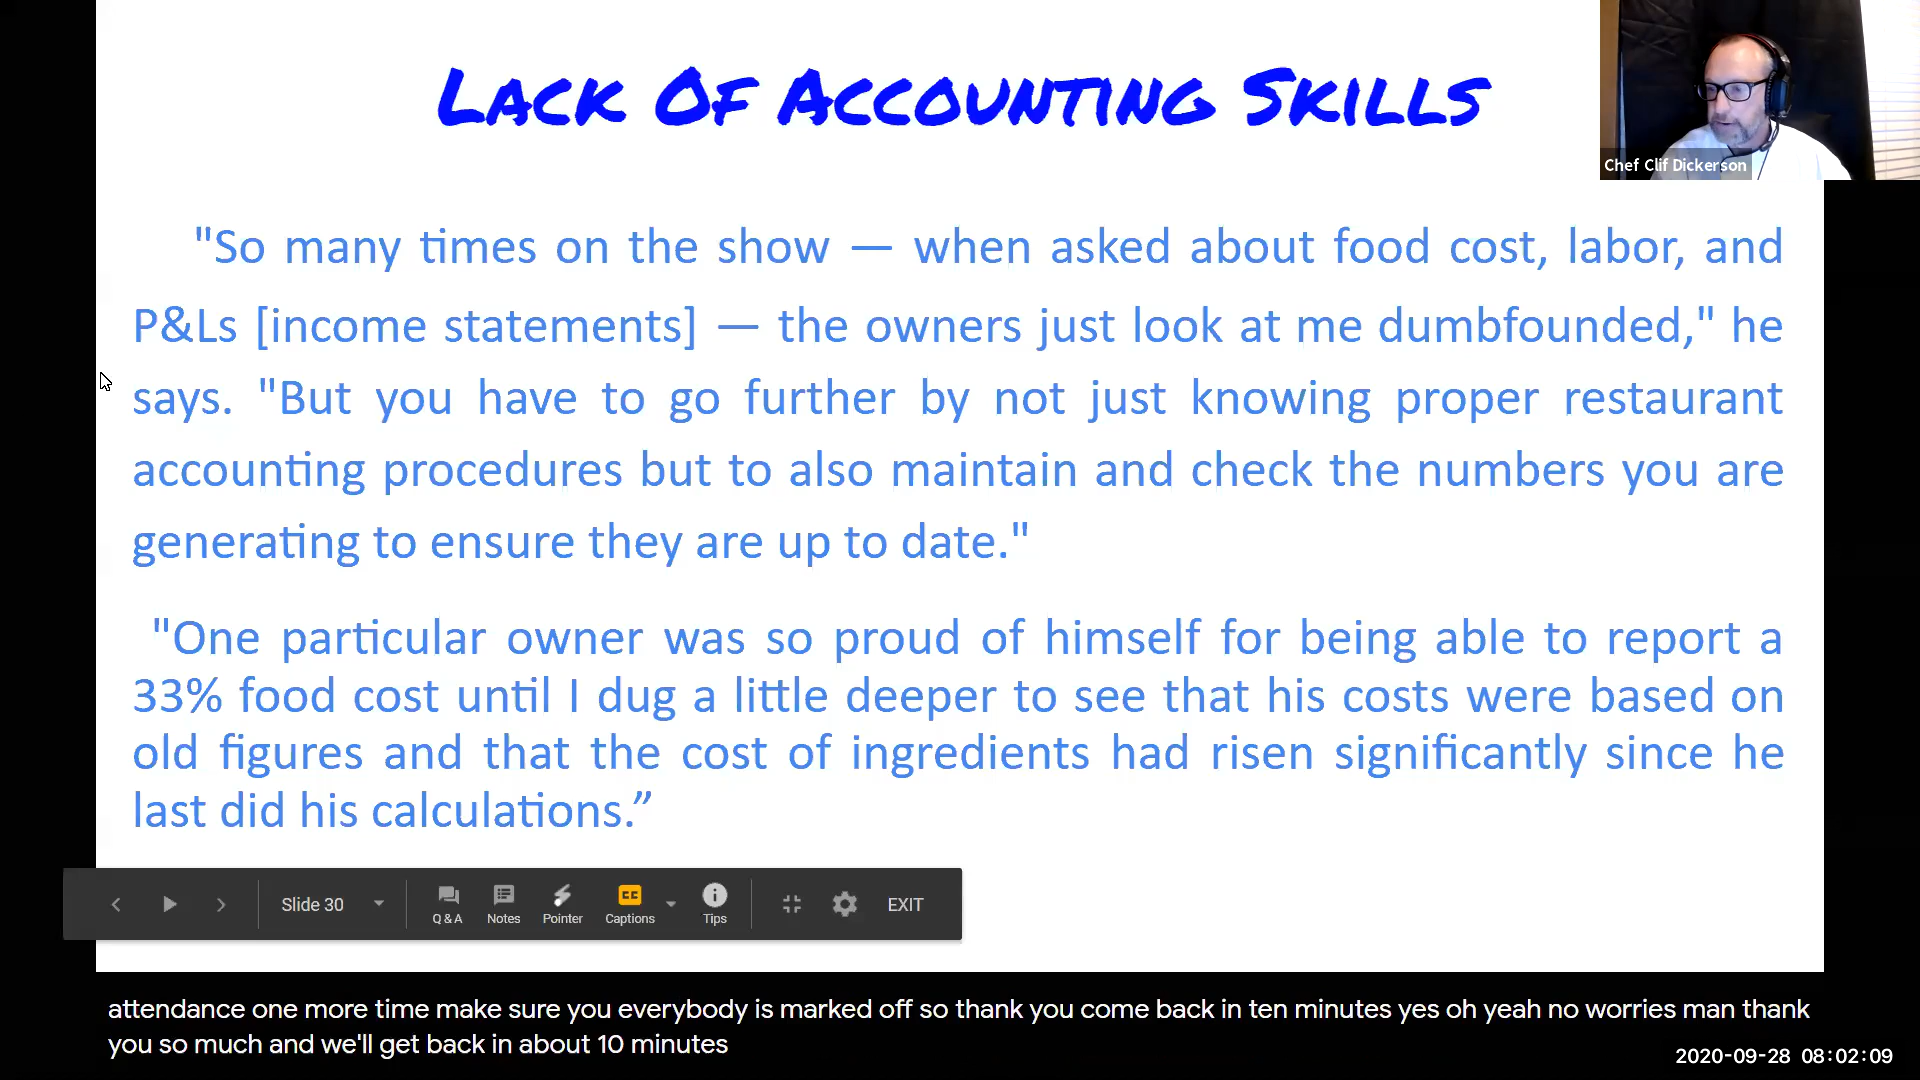 Lack Of Accounting Skills
Chef Clif Dickerson
"So many times on the show — when asked about food cost, labor, and
P&Ls [income statements] — the owners just look at me dumbfounded," he
says. "But you have to go further by not just knowing proper restaurant
accounting procedures but to also maintain and check the numbers you are
generating to ensure they are up to date."
"One particular owner was so proud of himself for being able to report a
33% food cost until I dug a little deeper to see that his costs were based on
old figures and that the cost of ingredients had risen significantly since he
last did his calculations.”
Slide 30
Q & A
Notes
Pointer
CC
Captions
Tips
EXIT
attendance one more time make sure you everybody is marked off so thank you come back in ten minutes yes oh yeah no worries man thank
you so much and we'll get back in about 10 minutes
2020-09-28 08:02:09